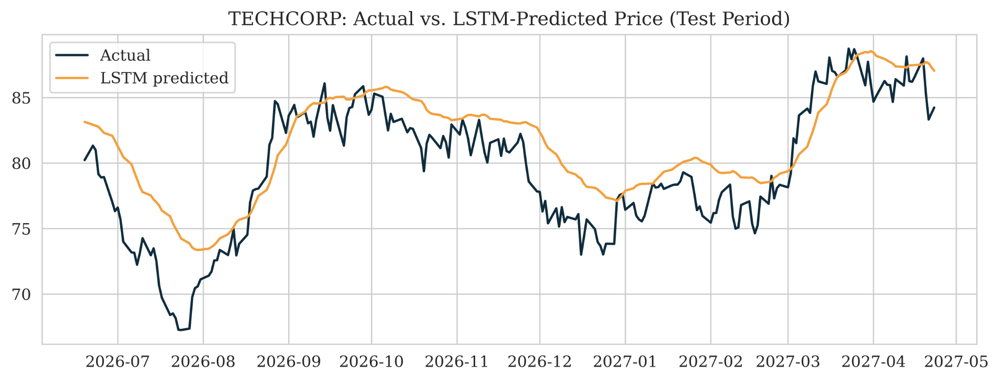 TECHCORP: Actual vs. LSTM-Predicted Price (Test Period)
Actual
LSTM predicted
85
80
75
70
2026-07 2026-08 2026-09 2026-10 2026-11 2026-12 2027-01 2027-02 2027-03 2027-04 2027-05